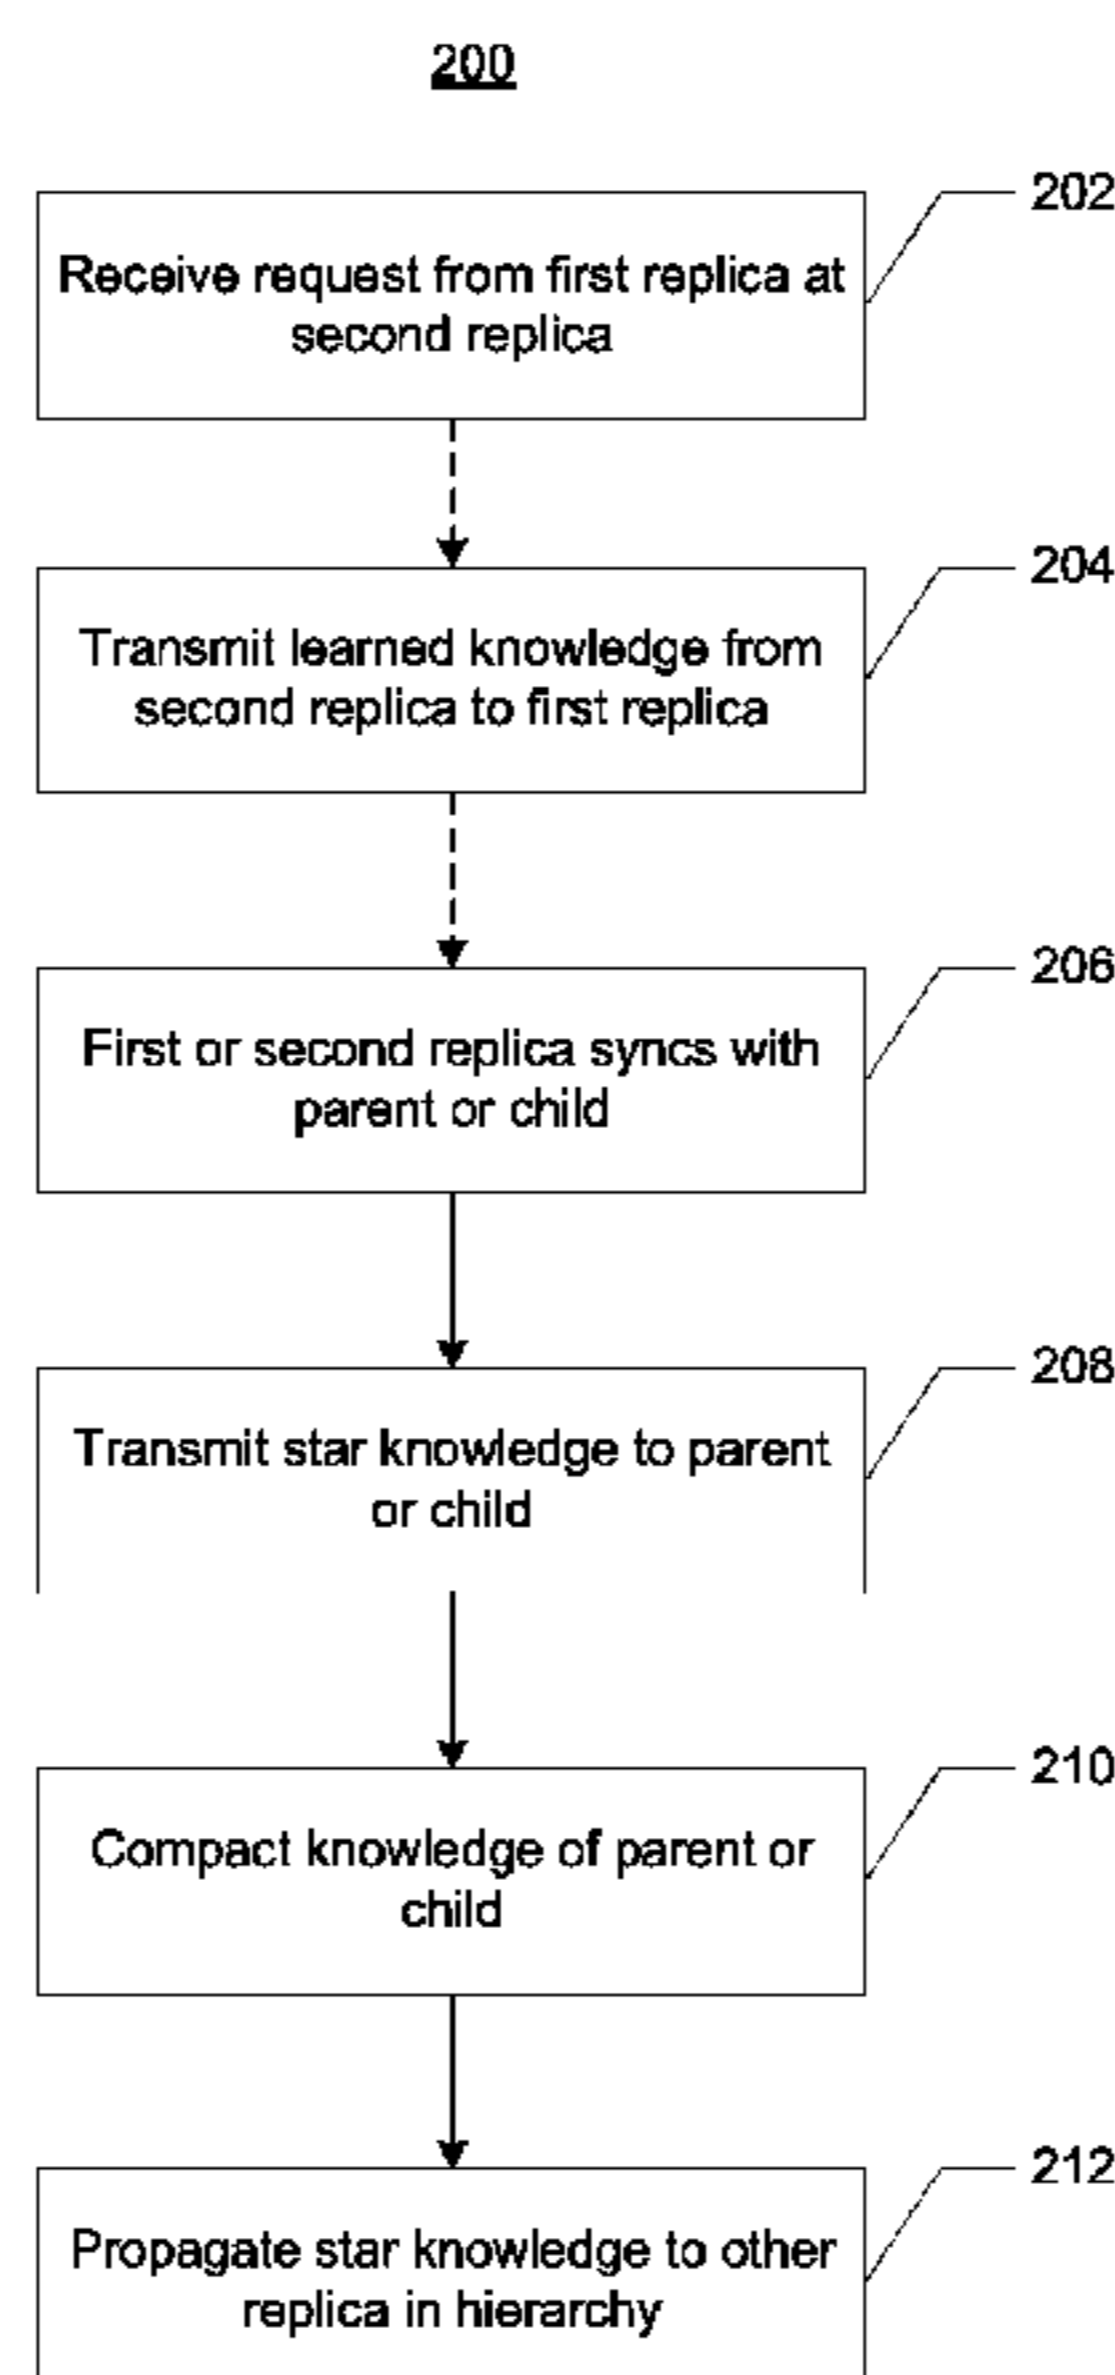 200
202
Receive request from first replica at
second replica
204
Transmit learned knowledge from
second replica to first replica
206
First or second replica syncs with
parent or child
208
Transmit star knowledge to parent
or child
210
Compact knowledge of parent or
child
212
Propagate star knowledge to other
replica in hierarchy